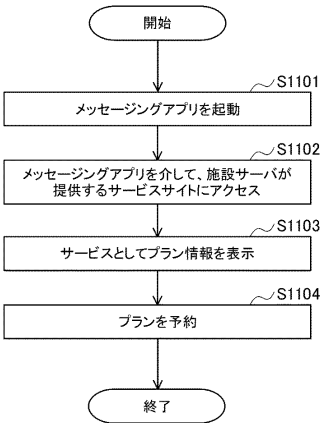 開始
S1101
メッセージングアプリを起動
S1102
メッセージングアプリを介して、施設サーバが
提供するサービスサイトにアクセス
S1103
サービスとしてプラン情報を表示
S1104
プランを予約
終了